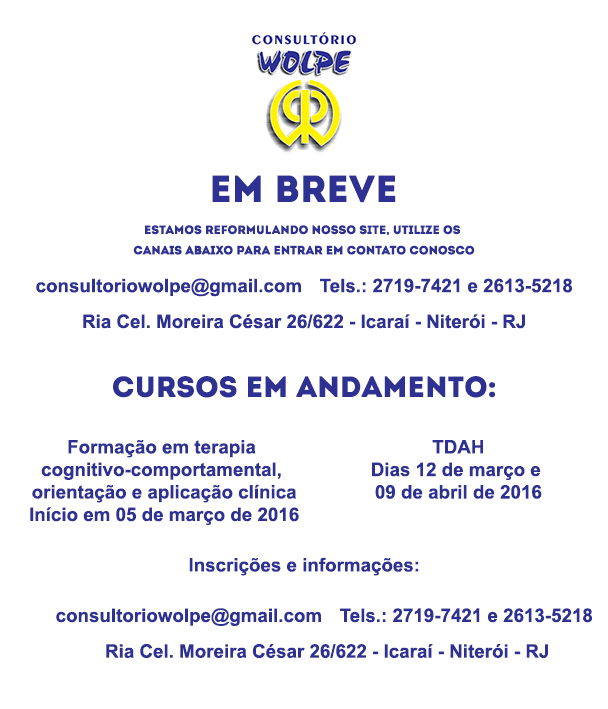 CONSULTÓRIO
WOLPE
EM BREVE
ESTAMOS REFORMULANDO NOSSO SITE, UTILIZE OS
CANAIS ABAIXO PARA ENTRAR EM CONTATO CONOSCO
consultoriowolpe@gmail.com Tels.: 2719-7421 e 2613-5218
Ria Cel. Moreira César 26/622 - Icaraí - Niterói - RJ
CURSOS EM ANDAMENTO:
Formação em terapia
cognitivo-comportamental,
orientação e aplicação clínica
Início em 05 de março de 2016
TDAH
Dias 12 de março e
09 de abril de 2016
Inscrições e informações:
consultoriowolpe@gmail.com Tels.: 2719-7421 e 2613-5218
Ria Cel. Moreira César 26/622 - Icaraí - Niterói - RJ